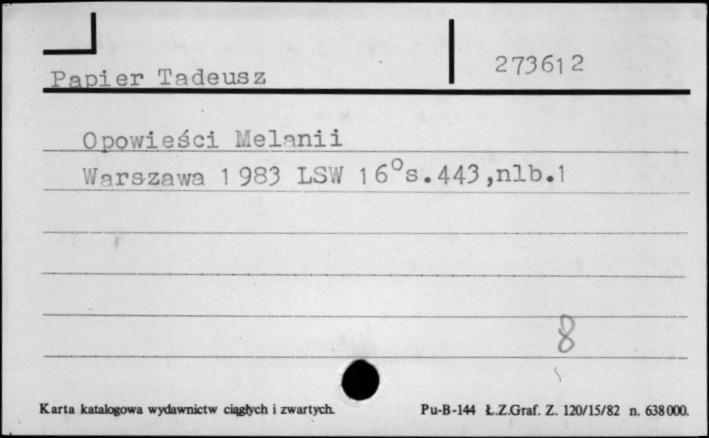 Papier Tadeusz 273612
Opowieści Melanii
Warszawa 1983 LSW 16°s.443,nlb.1
8
Karta katalogowa wydawnictw ciągłych i zwartych. Pu-B-144 Ł.Z.Graf. Z. 120/15/82 n. 638000.